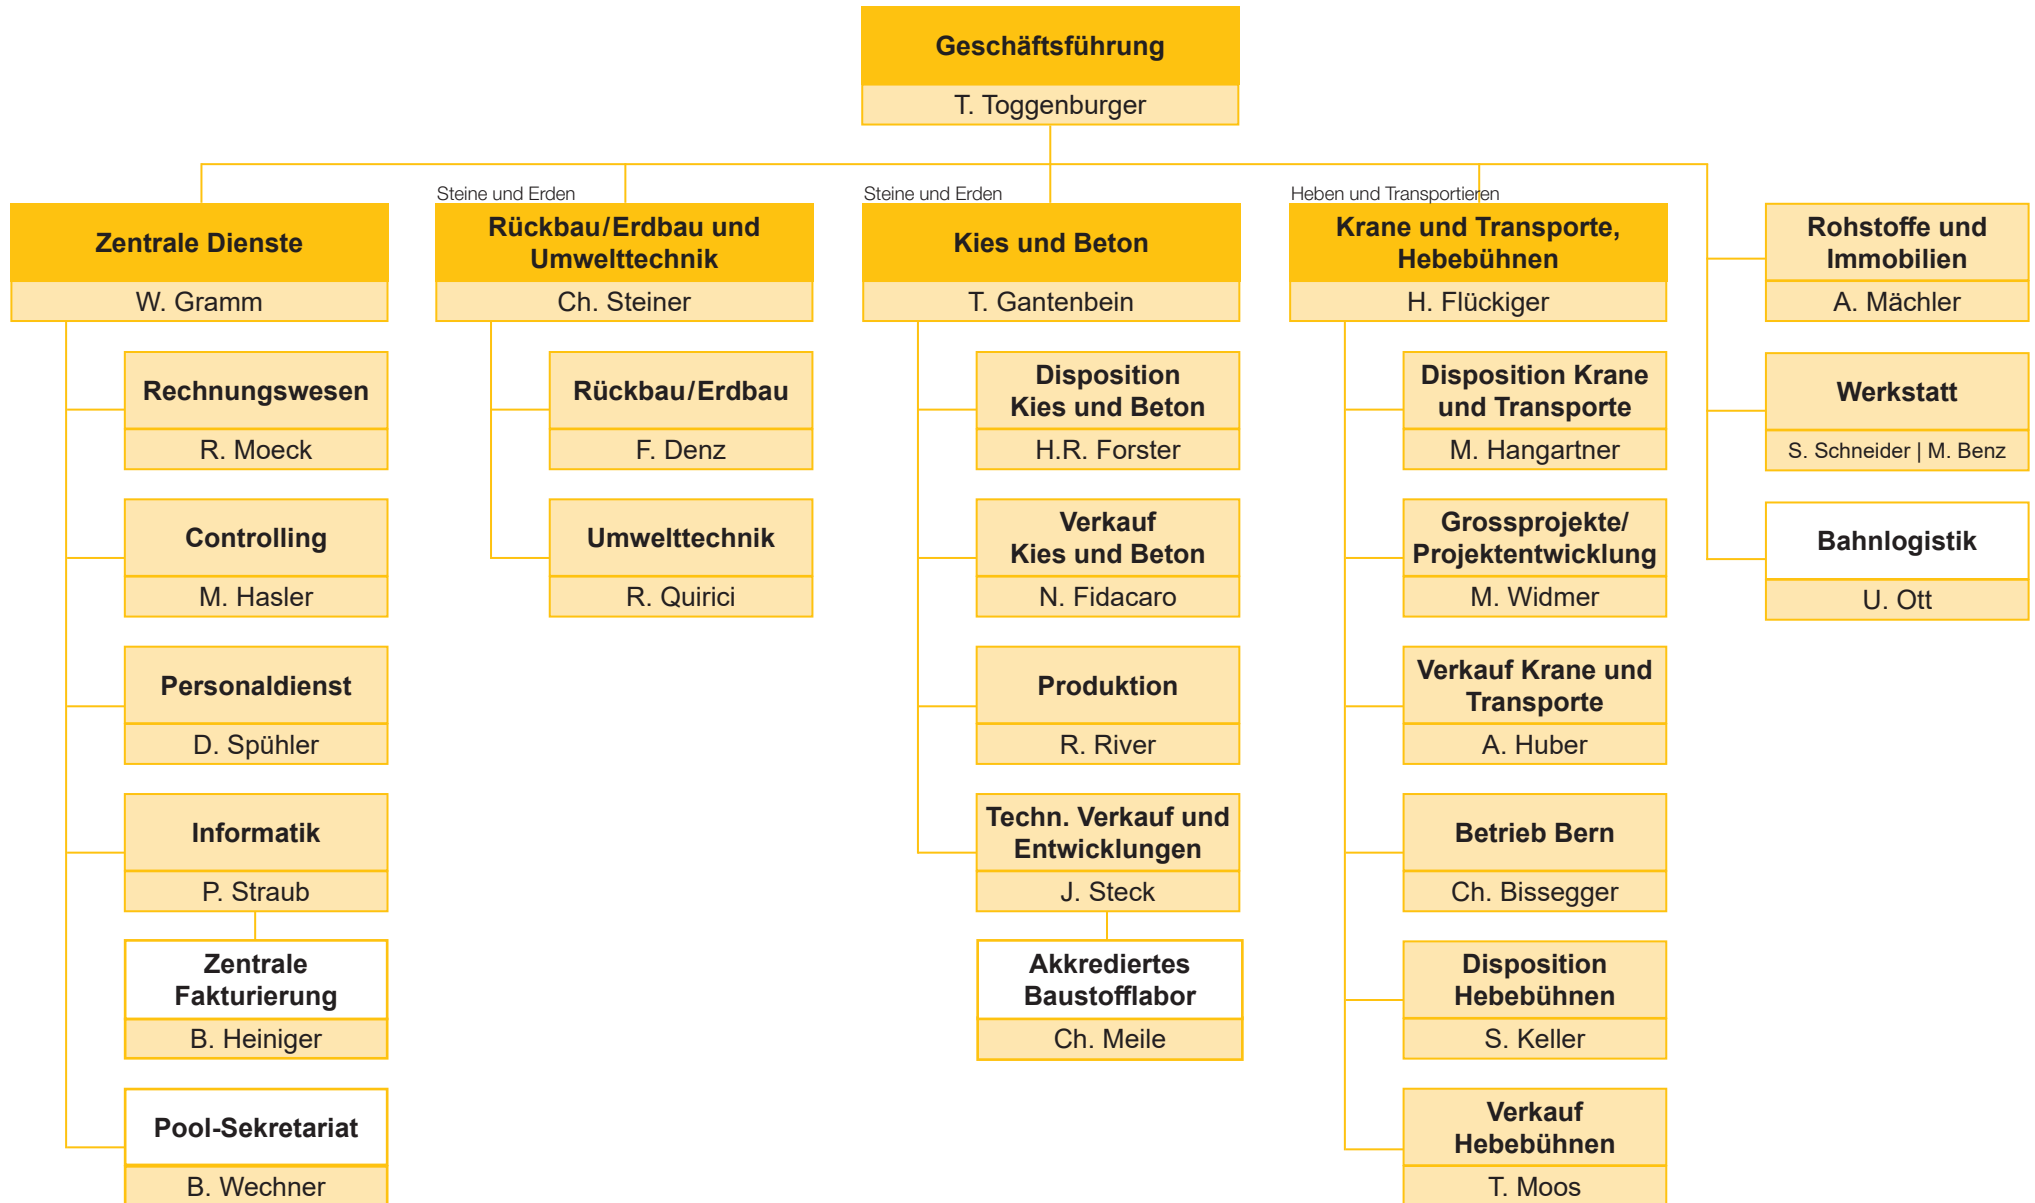 Geschäftsführung
T. Toggenburger
Zentrale Dienste
W. Gramm
Rechnungswesen
R. Moeck
Controlling
M. Hasler
Personaldienst
D. Spühler
Informatik
P. Straub
Zentrale
Fakturierung
B. Heiniger
Pool-Sekretariat
B. Wechner
Steine und Erden
Rückbau/Erdbau und
Umwelttechnik
Ch. Steiner
Rückbau/Erdbau
F. Denz
Umwelttechnik
R. Quirici
Steine und Erden
Kies und Beton
T. Gantenbein
Disposition
Kies und Beton
H.R. Forster
Verkauf
Kies und Beton
N. Fidacaro
Produktion
R. River
Techn. Verkauf und
Entwicklungen
J. Steck
Akkrediertes
Baustofflabor
Ch. Meile
Heben und Transportieren
Krane und Transporte,
Hebebühnen
H. Flückiger
Disposition Krane
und Transporte
M. Hangartner
Grossprojekte/
Projektentwicklung
M. Widmer
Verkauf Krane und
Transporte
A. Huber
Betrieb Bern
Ch. Bissegger
Disposition
Hebebühnen
S. Keller
Verkauf
Hebebühnen
T. Moos
Rohstoffe und
Immobilien
A. Mächler
Werkstatt
S. Schneider | M. Benz
Bahnlogistik
U. Ott